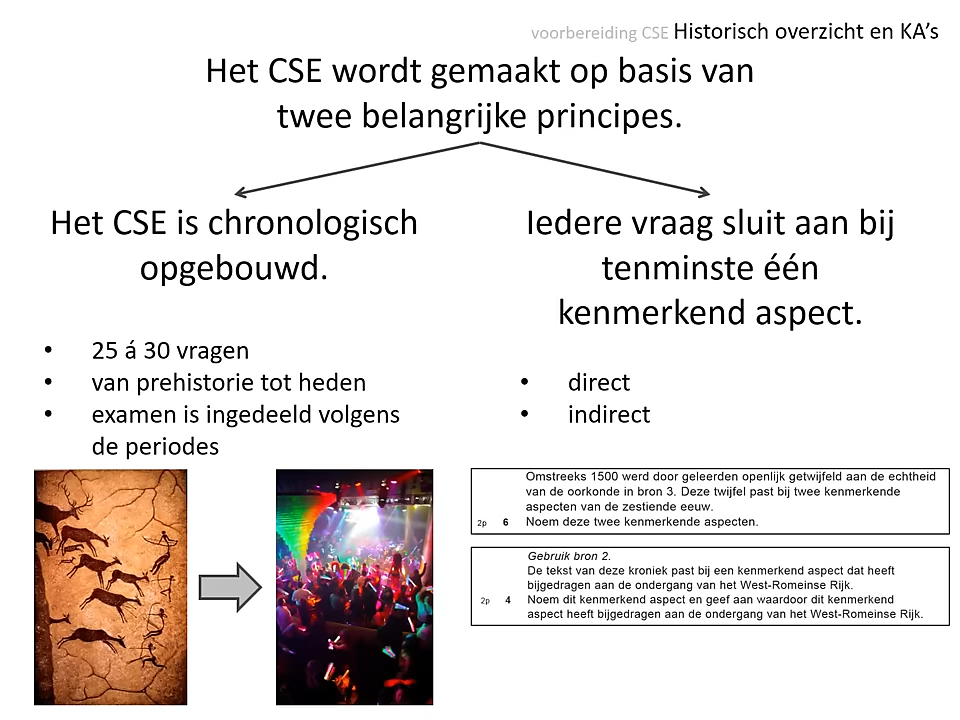 voorbereiding CSE Historisch overzicht en KA's
Het CSE wordt gemaakt op basis van
twee belangrijke principes.
Het CSE is chronologisch
opgebouwd.
• 25 á 30 vragen
• van prehistorie tot heden
• examen is ingedeeld volgens
de periodes
Iedere vraag sluit aan bij
tenminste één
kenmerkend aspect.
• direct
• indirect
Omstreeks 1500 werd door geleerden openlijk getwijfeld aan de echtheid
van de oorkonde in bron 3. Deze twijfel past bij twee kenmerkende
aspecten van de zestiende eeuw.
2p 6 Noem deze twee kenmerkende aspecten.
Gebruik bron 2.
De tekst van deze kroniek past bij een kenmerkend aspect dat heeft
bijgedragen aan de ondergang van het West-Romeinse Rijk.
2p 4 Noem dit kenmerkend aspect en geef aan waardoor dit kenmerkend
aspect heeft bijgedragen aan de ondergang van het West-Romeinse Rijk.